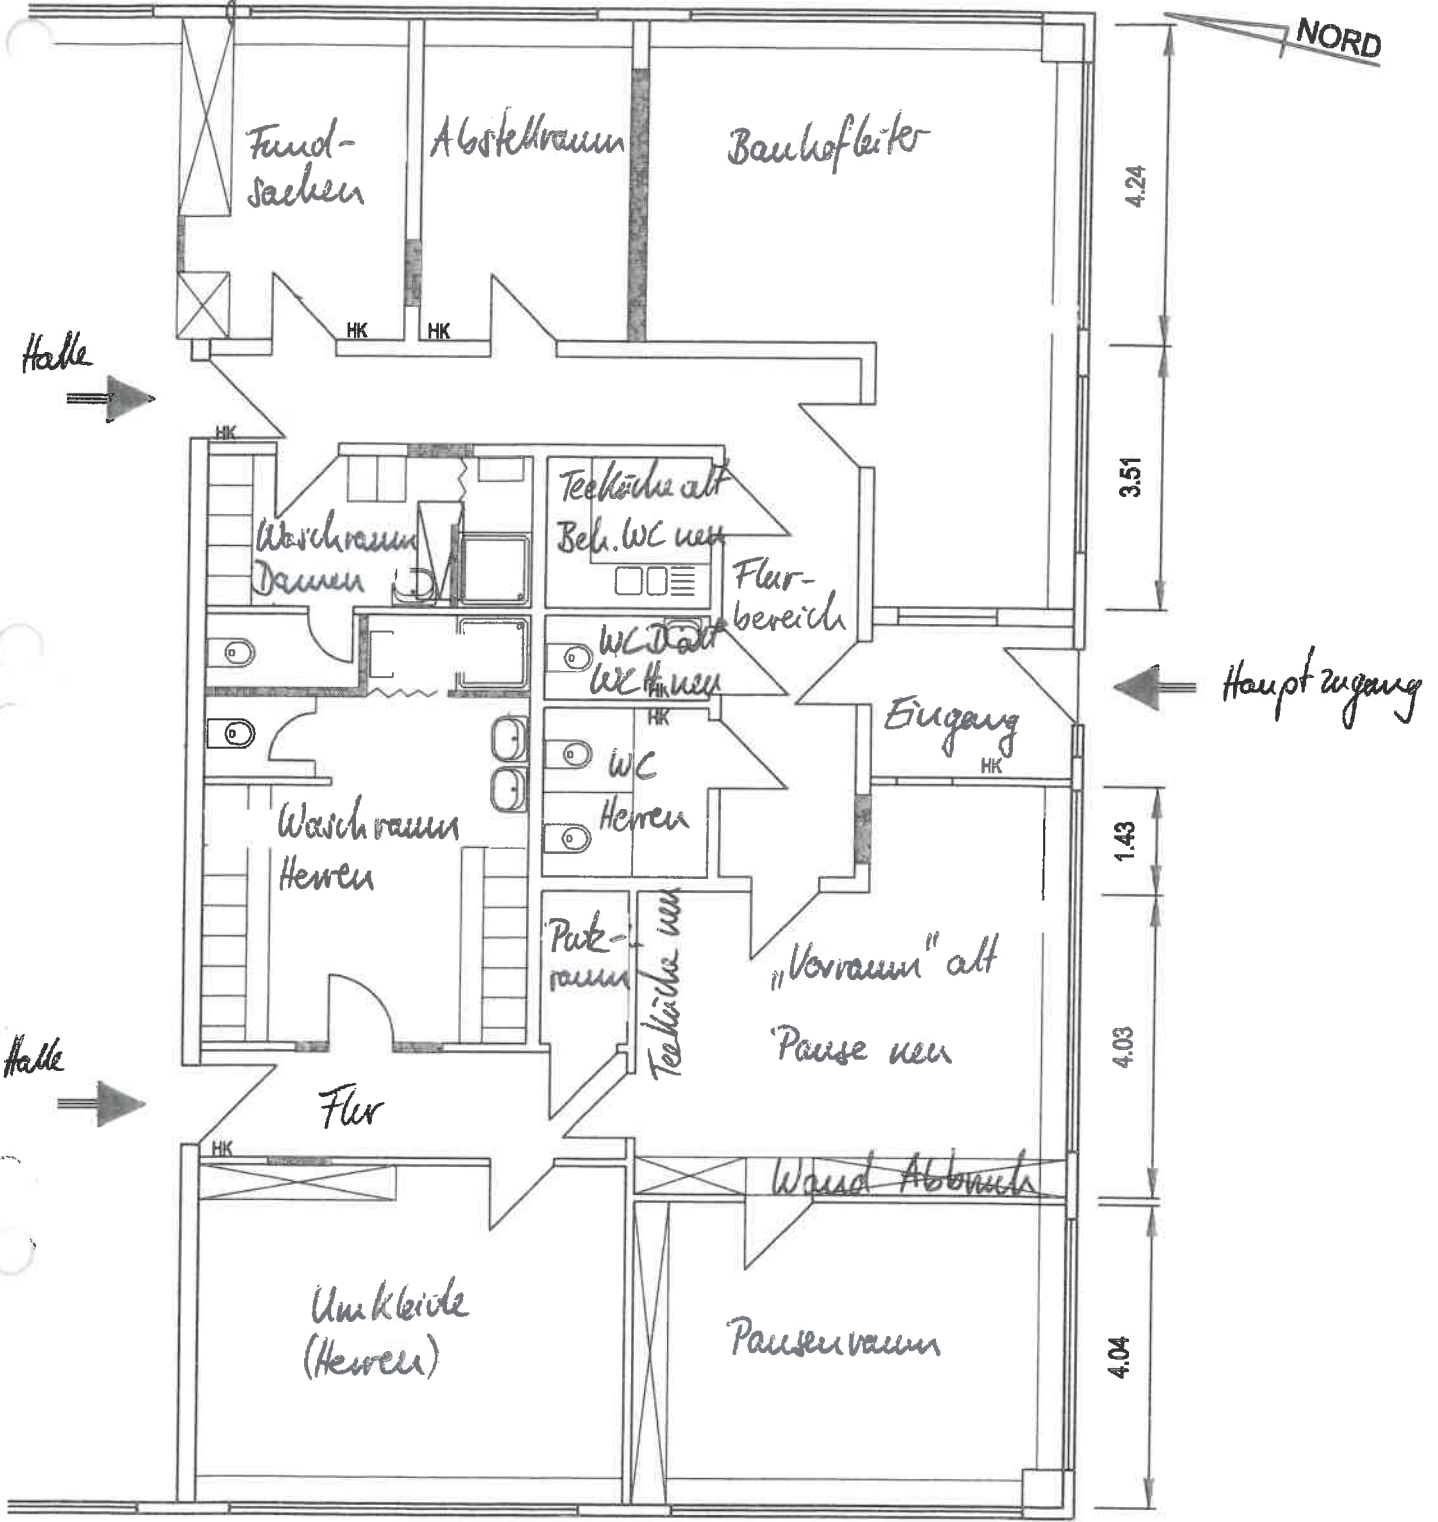 NORD
Fund-
sachen
Abstellraum
Bauhofleiter
4.24
HK
HK
Halle
HK
3.51
Teeküche alt
Beh. WC neu
Waschraum
Damen
Flur-
bereich
WC D alt
WC H neu
HK
HK
Hauptzugang
Eingang
HK
WC
Herren
Waschraum
Herren
1.43
Putz-
raum
Teeküche neu
„Vorraum“ alt
Pause neu
4.03
Halle
Flur
HK
Wand Abbruch
Umkleide
(Herren)
Pausenraum
4.04